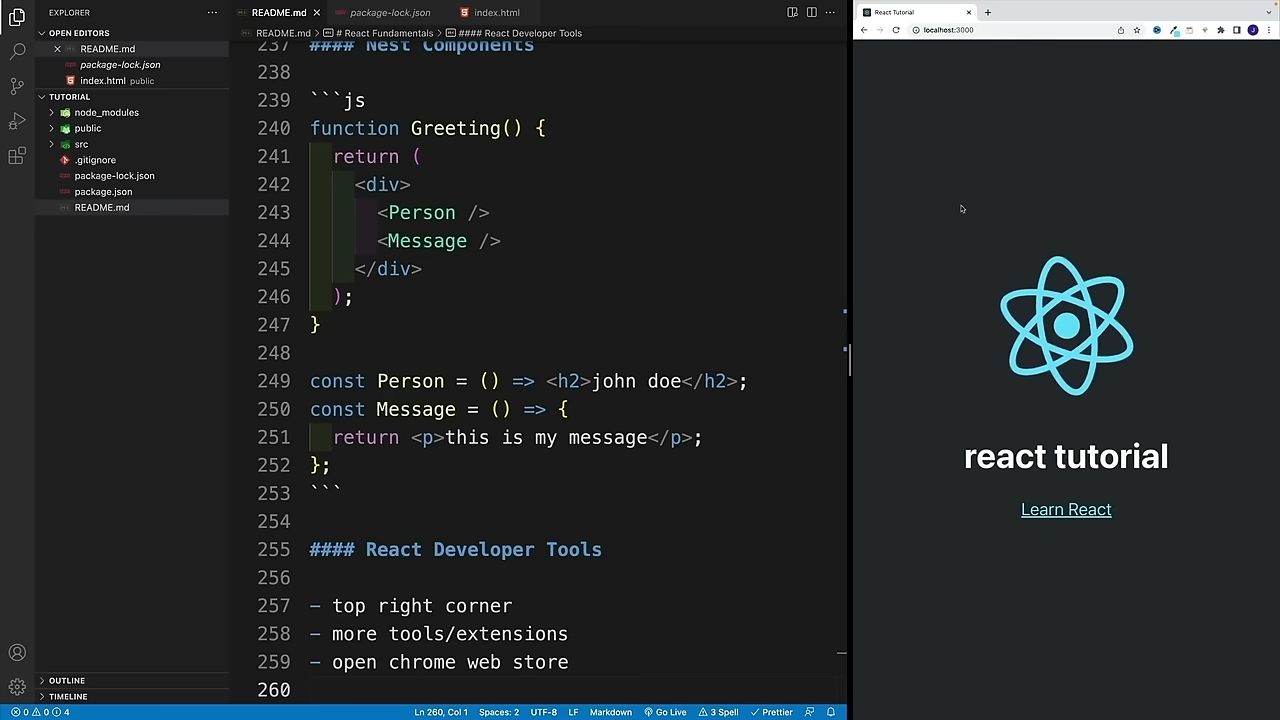 EXPLORER
OPEN EDITORS
README.md
package-lock.json
index.html public
TUTORIAL
node_modules
public
src
.gitignore
package-lock.json
package.json
README.md
OUTLINE
TIMELINE
README.md
package-lock.json
index.html
README.md > # React Fundamentals > #### React Developer Tools
237 #### Nest Components
238
239 ```js
240 function Greeting() {
241 return (
242 <div>
243 <Person />
244 <Message />
245 </div>
246 );
247 }
248
249 const Person = () => <h2>john doe</h2>;
250 const Message = () => {
251 return <p>this is my message</p>;
252 };
253 ```
254
255 #### React Developer Tools
256
257 - top right corner
258 - more tools/extensions
259 - open chrome web store
260
0 0 4
Ln 260, Col 1
Spaces: 2
UTF-8
LF
Markdown
Go Live
3 Spell
Prettier
React Tutorial
localhost:3000
J
react tutorial
Learn React